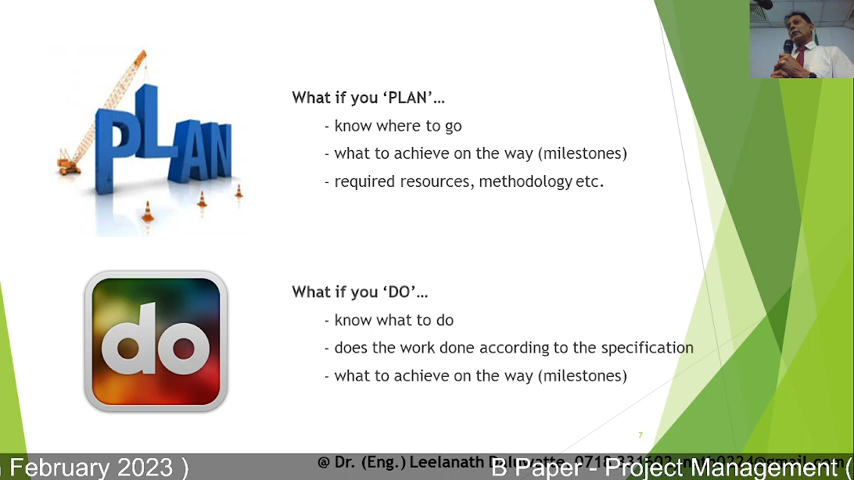 PLAN
What if you ‘PLAN’…
- know where to go
- what to achieve on the way (milestones)
- required resources, methodology etc.
do
What if you ‘DO’…
- know what to do
- does the work done according to the specification
- what to achieve on the way (milestones)
7
@ Dr. (Eng.) Leelanath
February 2023 ) B Paper - Project Management (